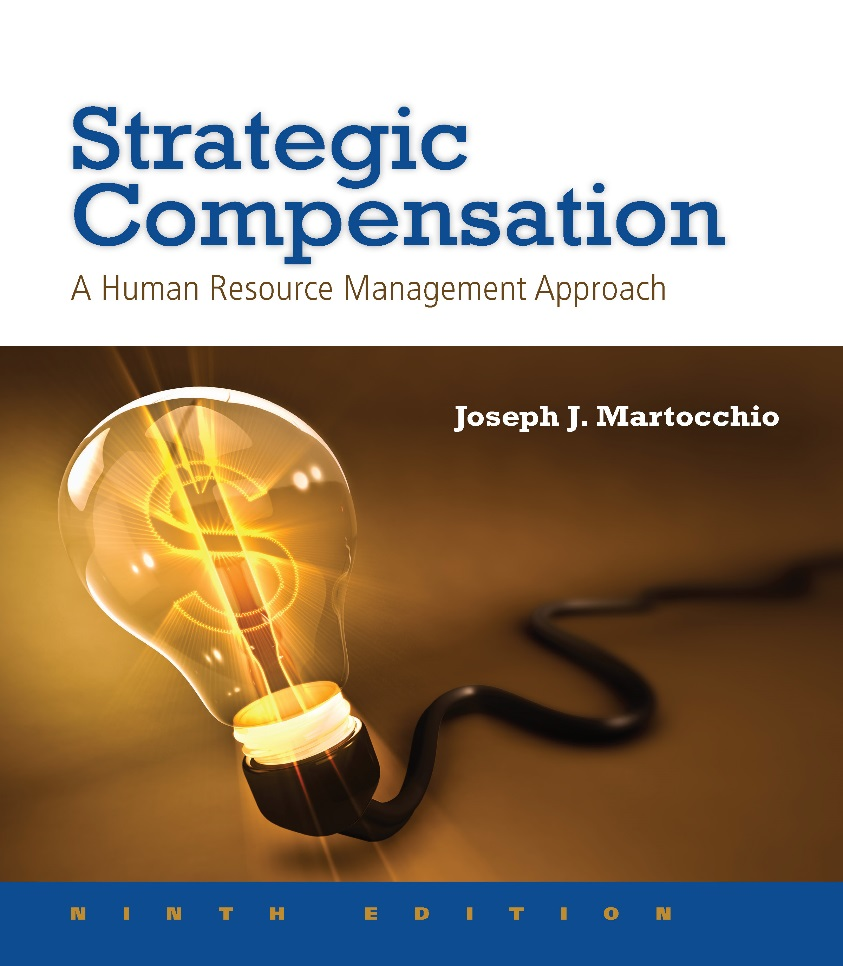 Strategic
Compensation
A Human Resource Management Approach
Joseph J. Martocchio
NINTH EDITION